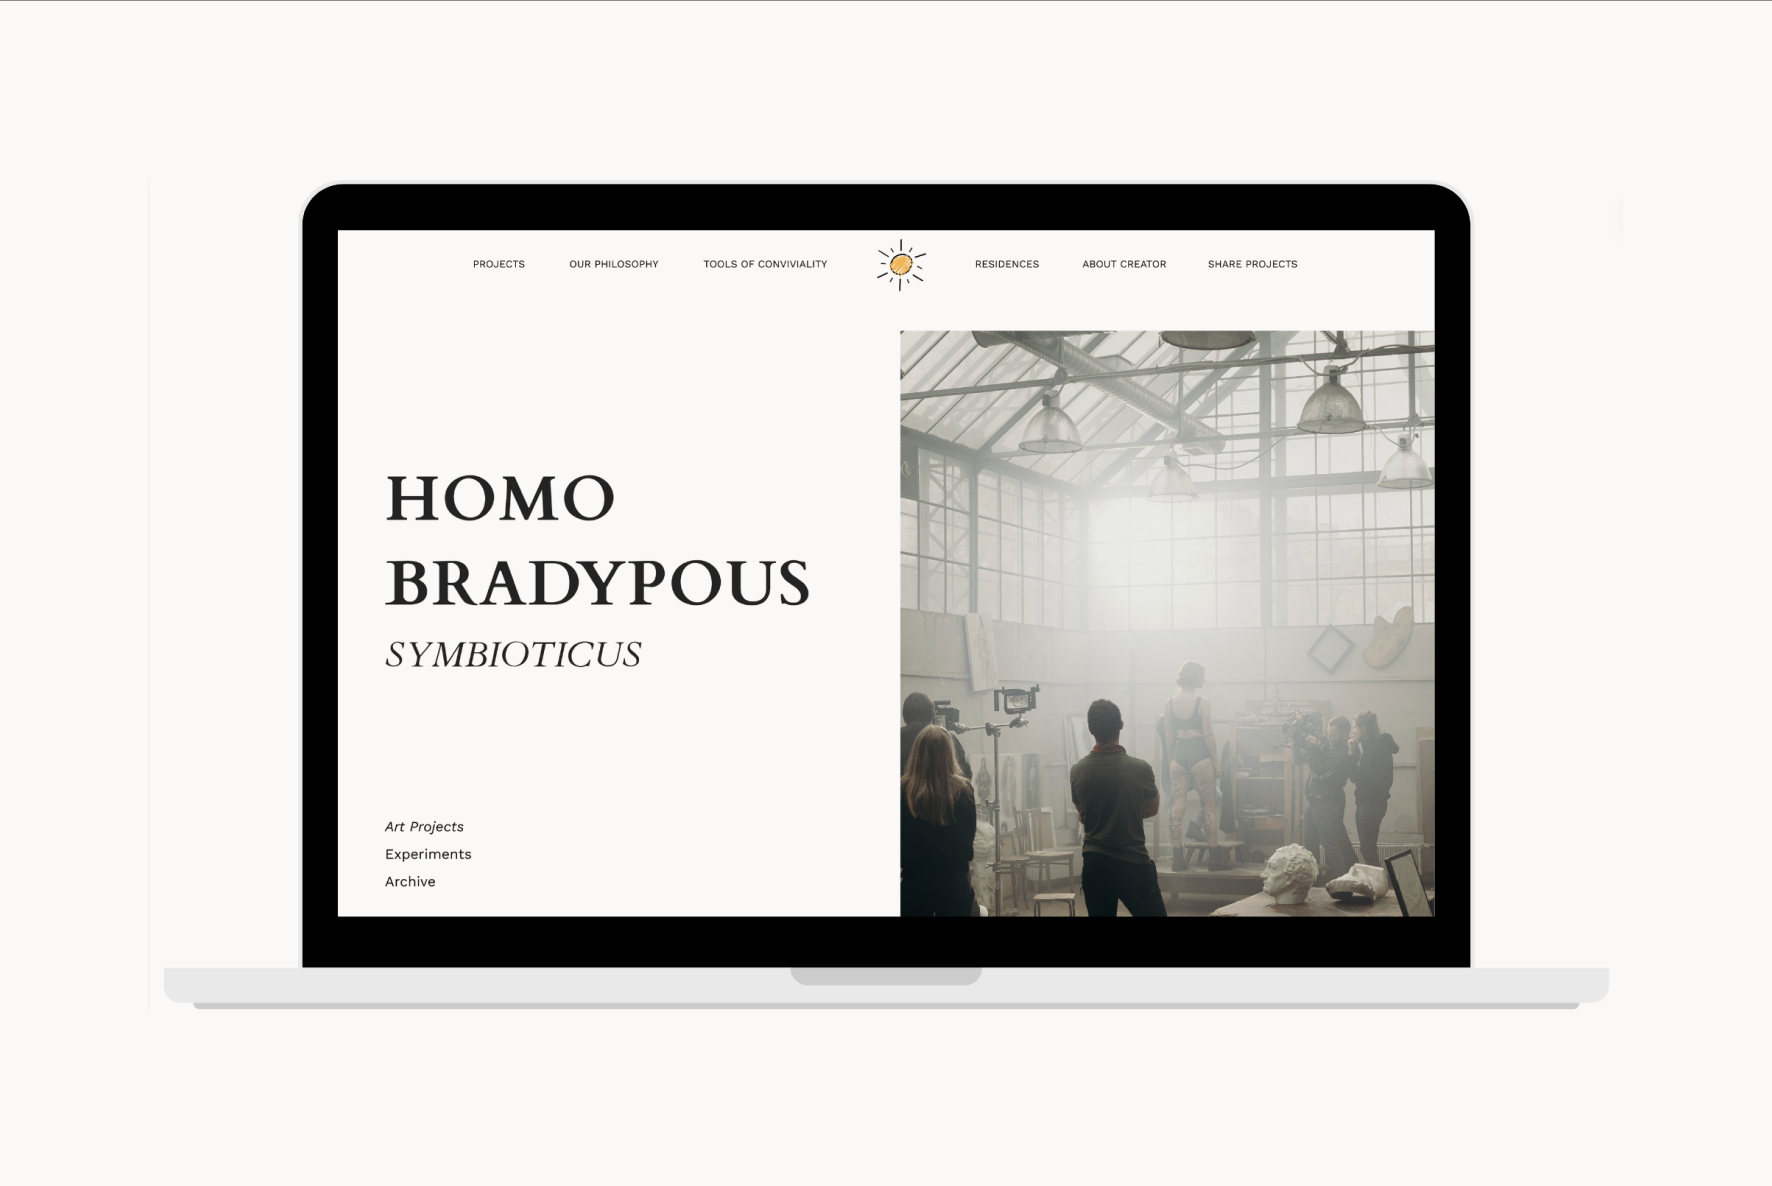 PROJECTS OUR PHILOSOPHY TOOLS OF CONVIVIALITY RESIDENCES ABOUT CREATOR SHARE PROJECTS
HOMO
BRADYPOUS
SYMBIOTICUS
Art Projects
Experiments
Archive